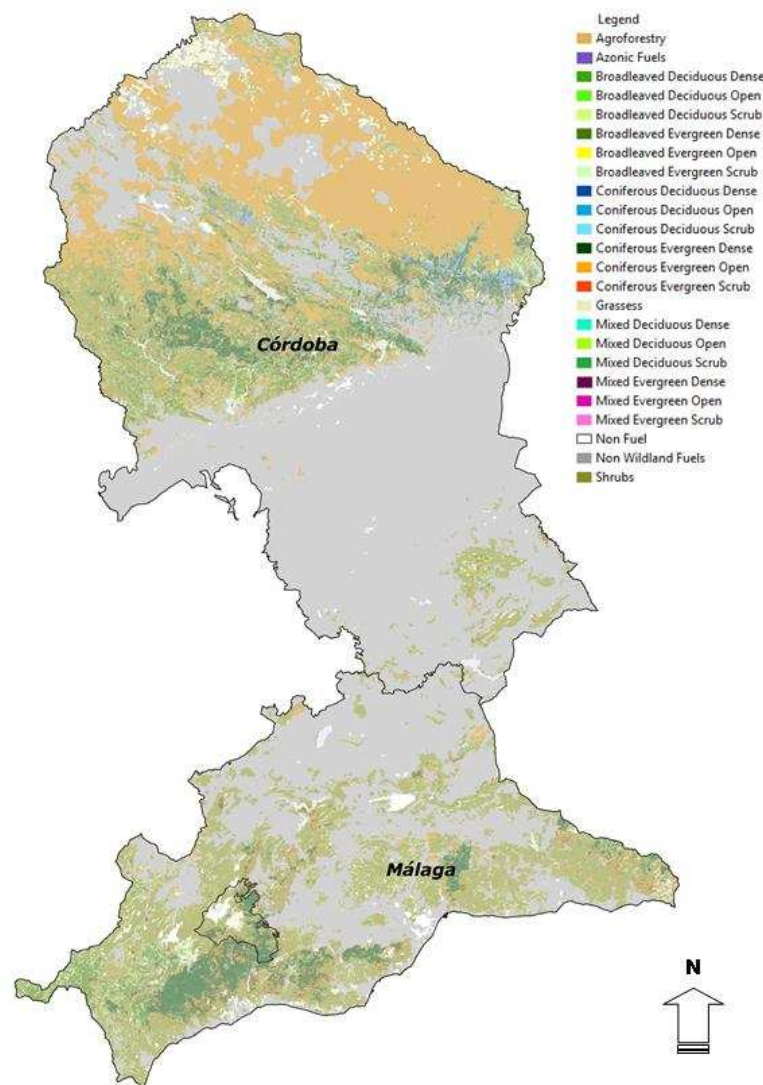 Legend
Agroforestry
Azonic Fuels
Broadleaved Deciduous Dense
Broadleaved Deciduous Open
Broadleaved Deciduous Scrub
Broadleaved Evergreen Dense
Broadleaved Evergreen Open
Broadleaved Evergreen Scrub
Coniferous Deciduous Dense
Coniferous Deciduous Open
Coniferous Deciduous Scrub
Coniferous Evergreen Dense
Coniferous Evergreen Open
Coniferous Evergreen Scrub
Grassess
Mixed Deciduous Dense
Mixed Deciduous Open
Mixed Deciduous Scrub
Mixed Evergreen Dense
Mixed Evergreen Open
Mixed Evergreen Scrub
Non Fuel
Non Wildland Fuels
Shrubs
Córdoba
Málaga
N